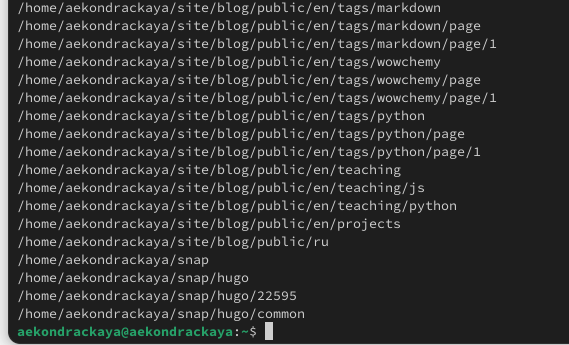 /home/aekondrackaya/site/blog/public/en/tags/markdown
/home/aekondrackaya/site/blog/public/en/tags/markdown/page
/home/aekondrackaya/site/blog/public/en/tags/markdown/page/1
/home/aekondrackaya/site/blog/public/en/tags/wowchemy
/home/aekondrackaya/site/blog/public/en/tags/wowchemy/page
/home/aekondrackaya/site/blog/public/en/tags/wowchemy/page/1
/home/aekondrackaya/site/blog/public/en/tags/python
/home/aekondrackaya/site/blog/public/en/tags/python/page
/home/aekondrackaya/site/blog/public/en/tags/python/page/1
/home/aekondrackaya/site/blog/public/en/teaching
/home/aekondrackaya/site/blog/public/en/teaching/js
/home/aekondrackaya/site/blog/public/en/teaching/python
/home/aekondrackaya/site/blog/public/en/projects
/home/aekondrackaya/site/blog/public/ru
/home/aekondrackaya/snap
/home/aekondrackaya/snap/hugo
/home/aekondrackaya/snap/hugo/22595
/home/aekondrackaya/snap/hugo/common
aekondrackaya@aekondrackaya:~$